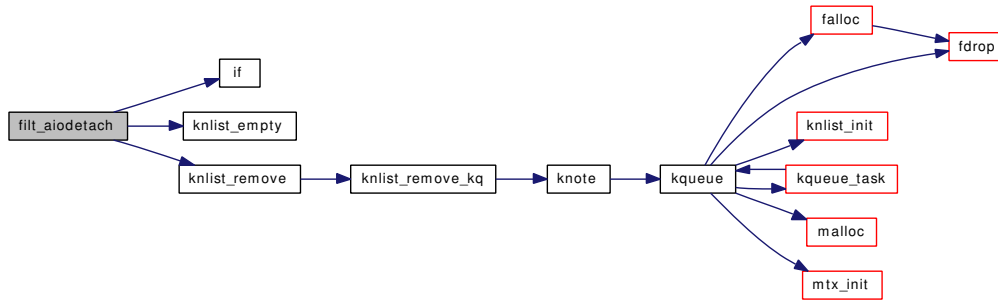 falloc
fdrop
if
filt_aiodetach
knlist_empty
knlist_init
knlist_remove
knlist_remove_kq
knote
kqueue
kqueue_task
malloc
mtx_init